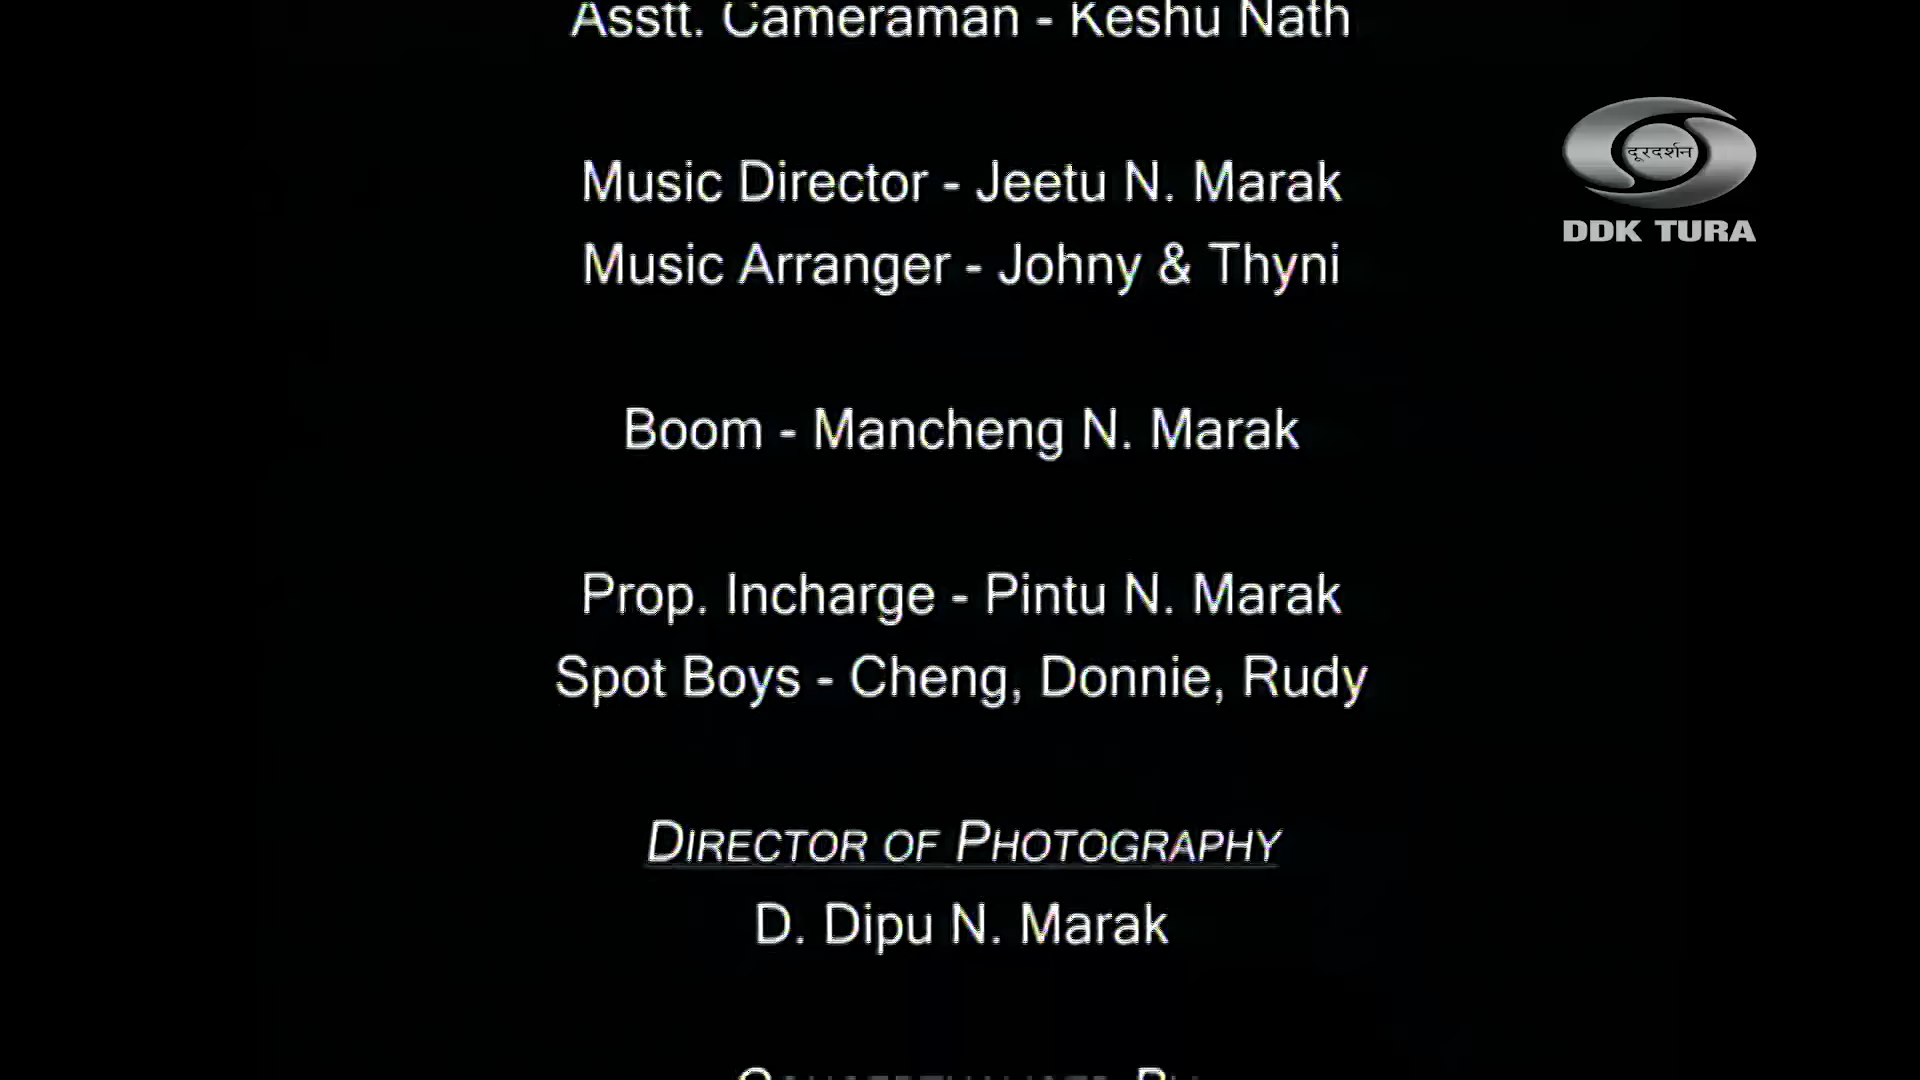 Asstt. Cameraman - Keshu Nath
दूरदर्शन
DDK TURA
Music Director - Jeetu N. Marak
Music Arranger - Johny & Thyni
Boom - Mancheng N. Marak
Prop. Incharge - Pintu N. Marak
Spot Boys - Cheng, Donnie, Rudy
DIRECTOR OF PHOTOGRAPHY
D. Dipu N. Marak